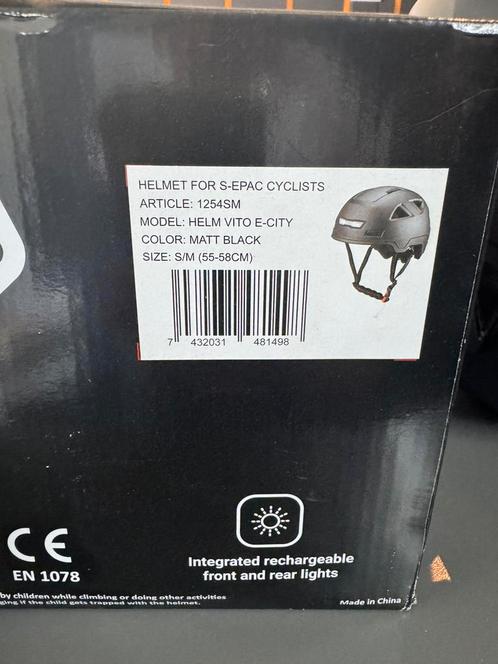 HELMET FOR S-EPAC CYCLISTS
ARTICLE: 1254SM
MODEL: HELM VITO E-CITY
COLOR: MATT BLACK
SIZE: S/M (55-58CM)
7 432031 481498
CE
EN 1078
Integrated rechargeable
front and rear lights
by children while climbing or doing other activities
if the child gets trapped with the helmet.
Made in China